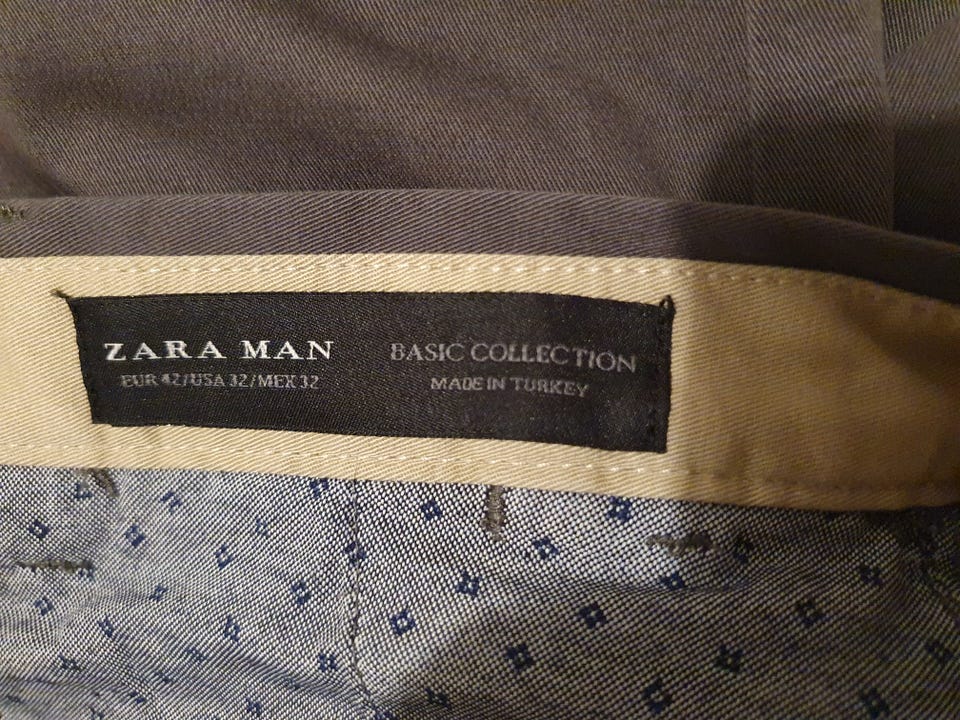 ZARA MAN
EUR 42/USA 32/MEX 32
BASIC COLLECTION
MADE IN TURKEY